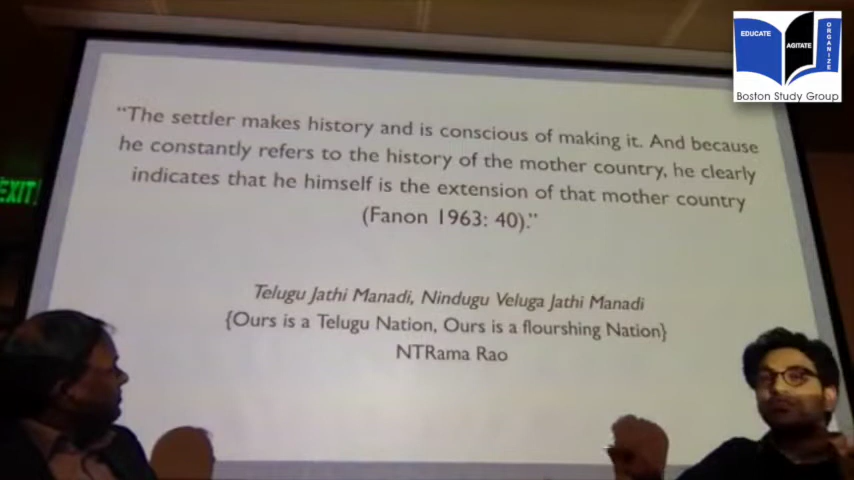 EDUCATE
AGITATE
ORGANIZE
Boston Study Group
"The settler makes history and is conscious of making it. And because
he constantly refers to the history of the mother country, he clearly
indicates that he himself is the extension of that mother country
(Fanon 1963: 40)."
EXIT
Telugu Jathi Manadi, Nindugu Veluga Jathi Manadi
{Ours is a Telugu Nation, Ours is a flourshing Nation}
NTRama Rao